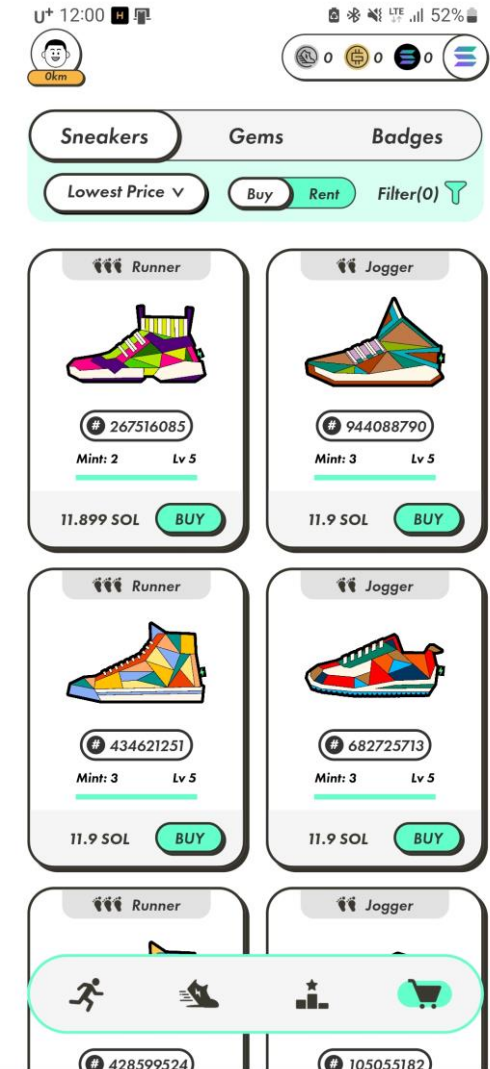 U+ 12:00 H LTE 52%
0km
0 0 0
Sneakers Gems Badges
Lowest Price Buy Rent Filter(0)
Runner Jogger
# 267516085 # 944088790
Mint: 2 Lv 5 Mint: 3 Lv 5
11.899 SOL BUY 11.9 SOL BUY
Runner Jogger
# 434621251 # 682725713
Mint: 3 Lv 5 Mint: 3 Lv 5
11.9 SOL BUY 11.9 SOL BUY
Runner Jogger
# 428599524 # 105055182